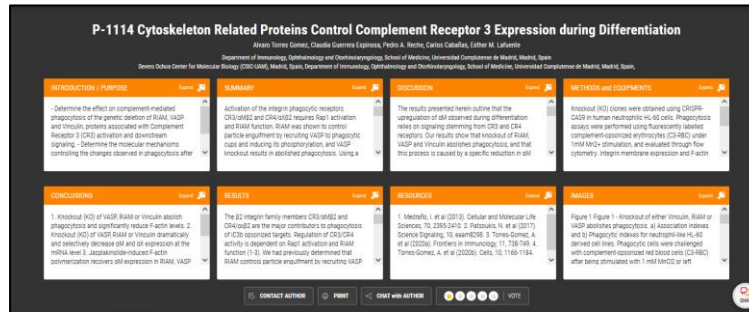 P-1114 Cytoskeleton Related Proteins Control Complement Receptor 3 Expression during Differentiation
Alvaro Torres Gomez, Claudia Guerrera Espinosa, Pedro A. Reche, Carlos Cabañas, Esther M. Lafuente
Department of Immunology, Ophthalmology and Otorhinolaryngology, School of Medicine, Universidad Complutense de Madrid, Madrid, Spain
Severo Ochoa Center for Molecular Biology (CSIC-UAM), Madrid, Spain, Department of Immunology, Ophthalmology and Otorhinolaryngology, School of Medicine, Universidad Complutense de Madrid, Madrid, Spain,
INTRODUCTION / PURPOSE Expand
- Determine the effect on complement-mediated
phagocytosis of the genetic deletion of RIAM, VASP
and Vinculin, proteins associated with Complement
Receptor 3 (CR3) activation and downstream
signaling. - Determine the molecular mechanisms
controlling the changes observed in phagocytosis after
SUMMARY Expand
Activation of the integrin phagocytic receptors
CR3/αMβ2 and CR4/αXβ2 requires Rap1 activation
and RIAM function. RIAM was shown to control
particle engulfment by recruiting VASP to phagocytic
cups and inducing its phosphorylation, and VASP
knockout results in abolished phagocytosis. Using a
DISCUSSION Expand
The results presented herein outline that the
upregulation of αM observed during differentiation
relies on signaling stemming from CR3 and CR4
receptors. Our results show that knockout of RIAM,
VASP and Vinculin abolishes phagocytosis, and that
this process is caused by a specific reduction in αM
METHODS and EQUIPMENTS Expand
Knockout (KO) clones were obtained using CRISPR-
CAS9 in human neutrophilic HL-60 cells. Phagocytosis
assays were performed using fluorescently labelled
complement-opsonized erythrocytes (C3-RBC) under
1mM Mn2+ stimulation, and evaluated through flow
cytometry. Integrin membrane expression and F-actin
CONCLUSIONS Expand
1. Knockout (KO) of VASP, RIAM or Vinculin abolish
phagocytosis and significantly reduce F-actin levels. 2.
Knockout (KO) of VASP, RIAM or Vinculin dramatically
and selectively decrease αM and αX expression at the
mRNA level 3. Jasplakinolide-induced F-actin
polymerization recovers αM expression in RIAM, VASP
RESULTS Expand
The β2 integrin family members CR3/αMβ2 and
CR4/αxβ2 are the major contributors to phagocytosis
of iC3b opsonized targets. Regulation of CR3/CR4
activity is dependent on Rap1 activation and RIAM
function (1-3). We had previously determined that
RIAM controls particle engulfment by recruiting VASP
RESOURCES Expand
1. Medraño, I. et al (2013). Cellular and Molecular Life
Sciences, 70, 2395-2410. 2. Patsoukis, N. et al (2017):
Science Signaling, 10, eaam8298. 3. Torres-Gomez, A.
et al (2020a). Frontiers in Immunology, 11, 738-749. 4.
Torres-Gomez, A. et al (2020b). Cells, 10, 1166-1184.
IMAGES Expand
Figure 1 Figure 1 - Knockout of either Vinculin, RIAM or
VASP abolishes phagocytosis; a) Association indexes
and b) Phagocytic indexes for neutrophil-like HL-60
derived cell lines. Phagocytic cells were challenged
with complement-opsonized red blood cells (C3-RBC)
after being stimulated with 1 mM MnCl2 or left
CONTACT AUTHOR PRINT CHAT with AUTHOR VOTE